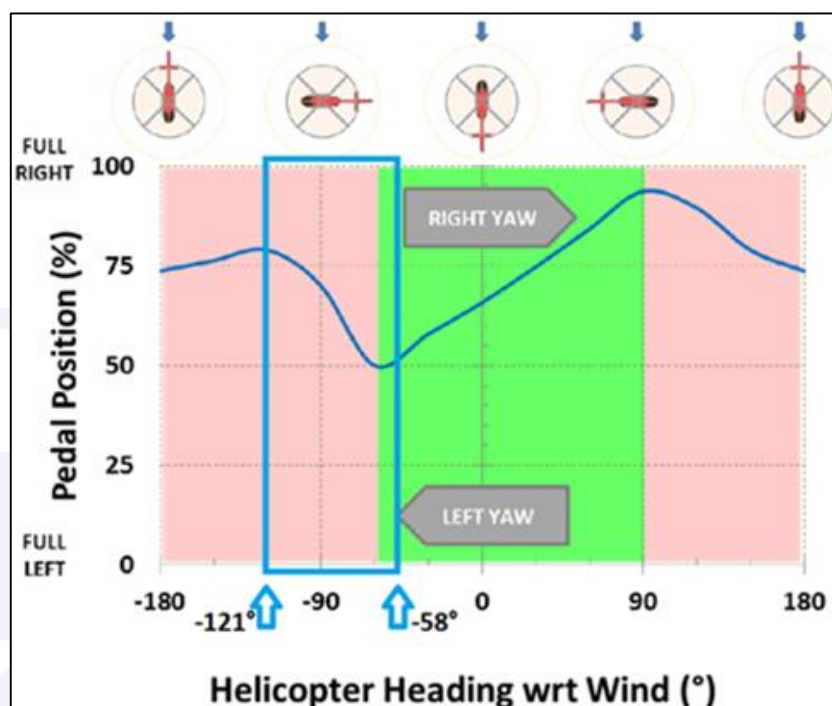 FULL
RIGHT
100
75
50
25
0
FULL
LEFT
Pedal Position (%)
RIGHT YAW
LEFT YAW
-180
-90
0
90
180
-121°
-58°
Helicopter Heading wrt Wind (°)